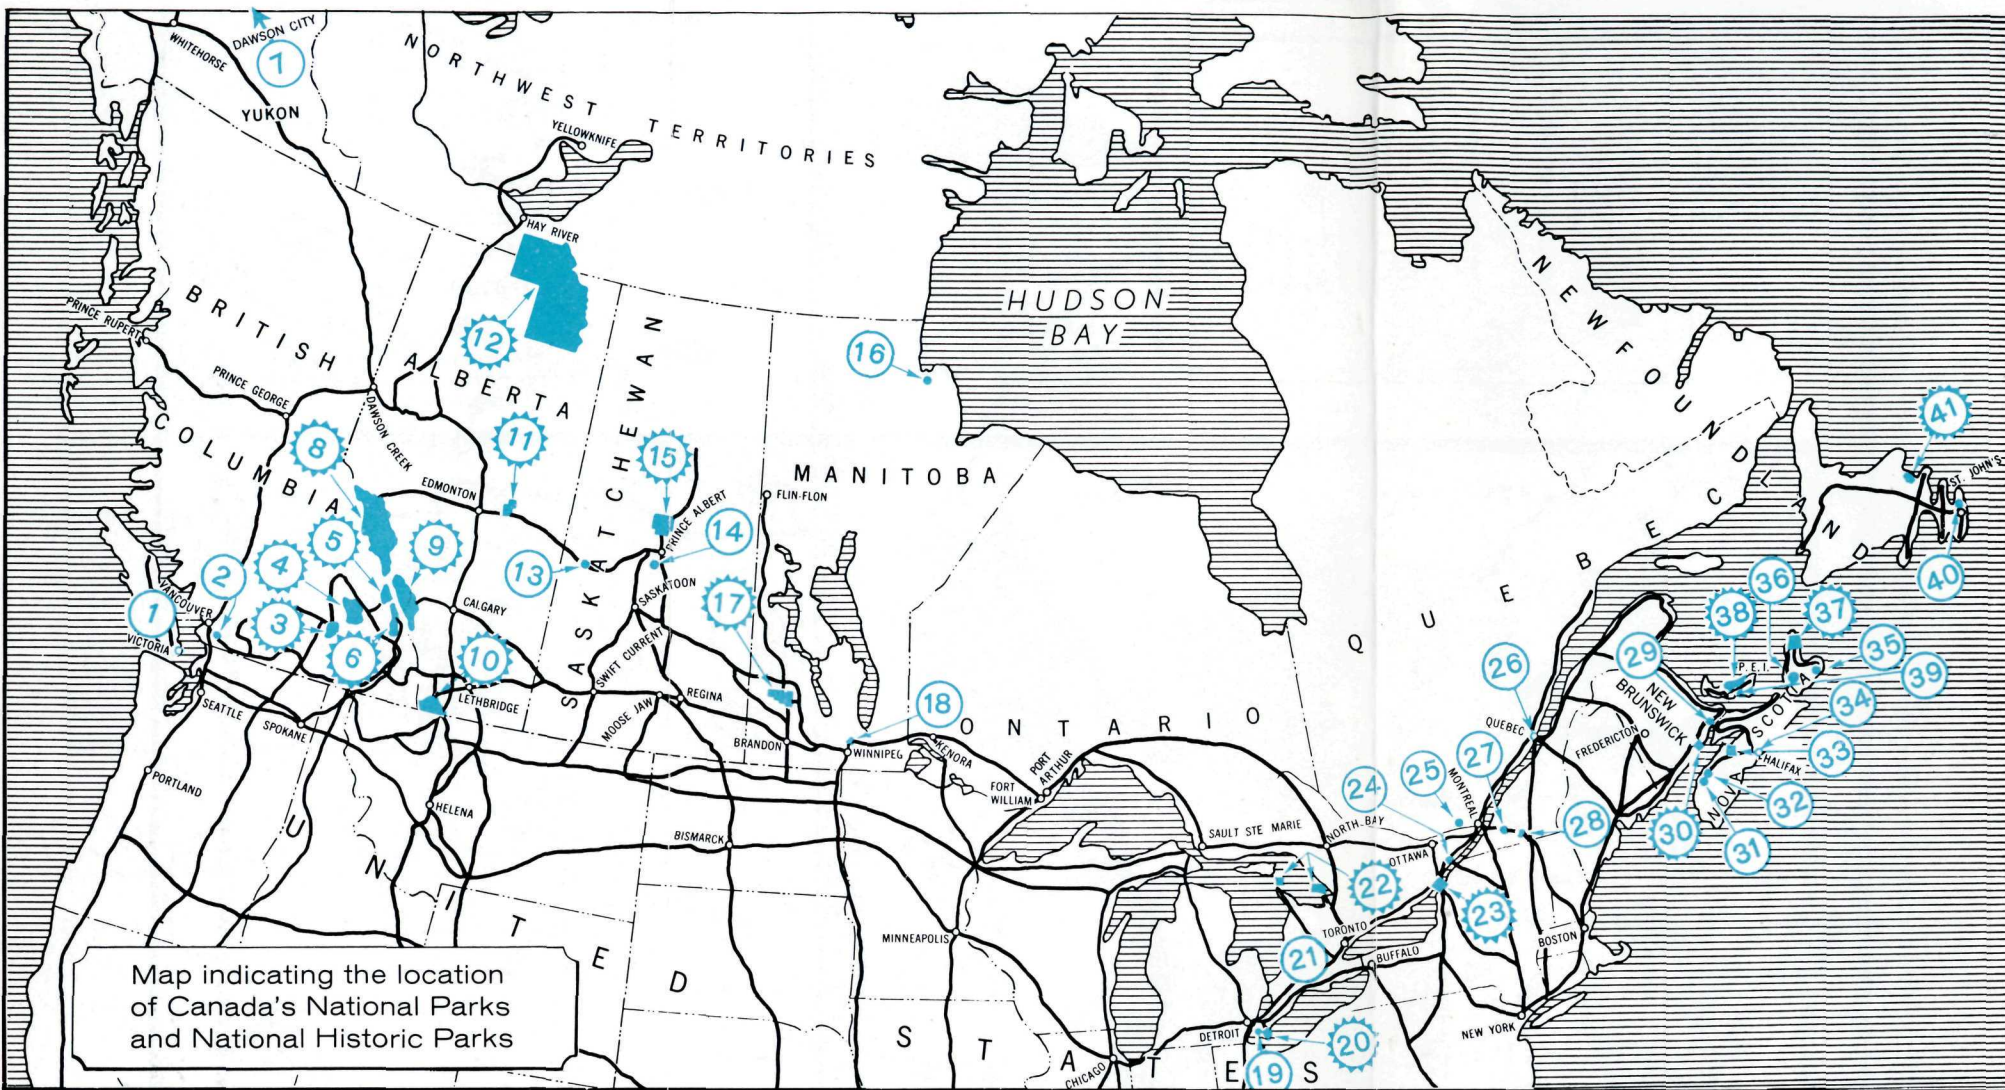 DAWSON CITY
7
WHITEHORSE
YUKON
NORTHWEST TERRITORIES
YELLOWKNIFE
HAY RIVER
12
HUDSON
BAY
16
PRINCE RUPERT
BRITISH
COLUMBIA
PRINCE GEORGE
DAWSON CREEK
ALBERTA
SASKATCHEWAN
MANITOBA
FLIN-FLON
NEWFOUNDLAND
41
ST. JOHN'S
40
8
11
15
EDMONTON
PRINCE ALBERT
14
5
9
13
4
2
SASKATOON
17
VANCOUVER
1
VICTORIA
3
6
CALGARY
10
LETHBRIDGE
SWIFT CURRENT
MOOSE JAW
REGINA
BRANDON
18
WINNIPEG
KENORA
ONTARIO
QUEBEC
FORT
WILLIAM
PORT
ARTHUR
SAULT STE MARIE
NORTH-BAY
OTTAWA
24
25
MONTREAL
27
26
QUEBEC
28
29
NEW
BRUNSWICK
FREDERICTON
P.E.I.
38
36
37
35
39
34
33
32
31
30
NOVA SCOTIA
HALIFAX
22
23
TORONTO
21
BUFFALO
BOSTON
NEW YORK
DETROIT
19
20
SEATTLE
SPOKANE
PORTLAND
HELENA
BISMARCK
MINNEAPOLIS
CHICAGO
UNITED STATES
Map indicating the location
of Canada's National Parks
and National Historic Parks